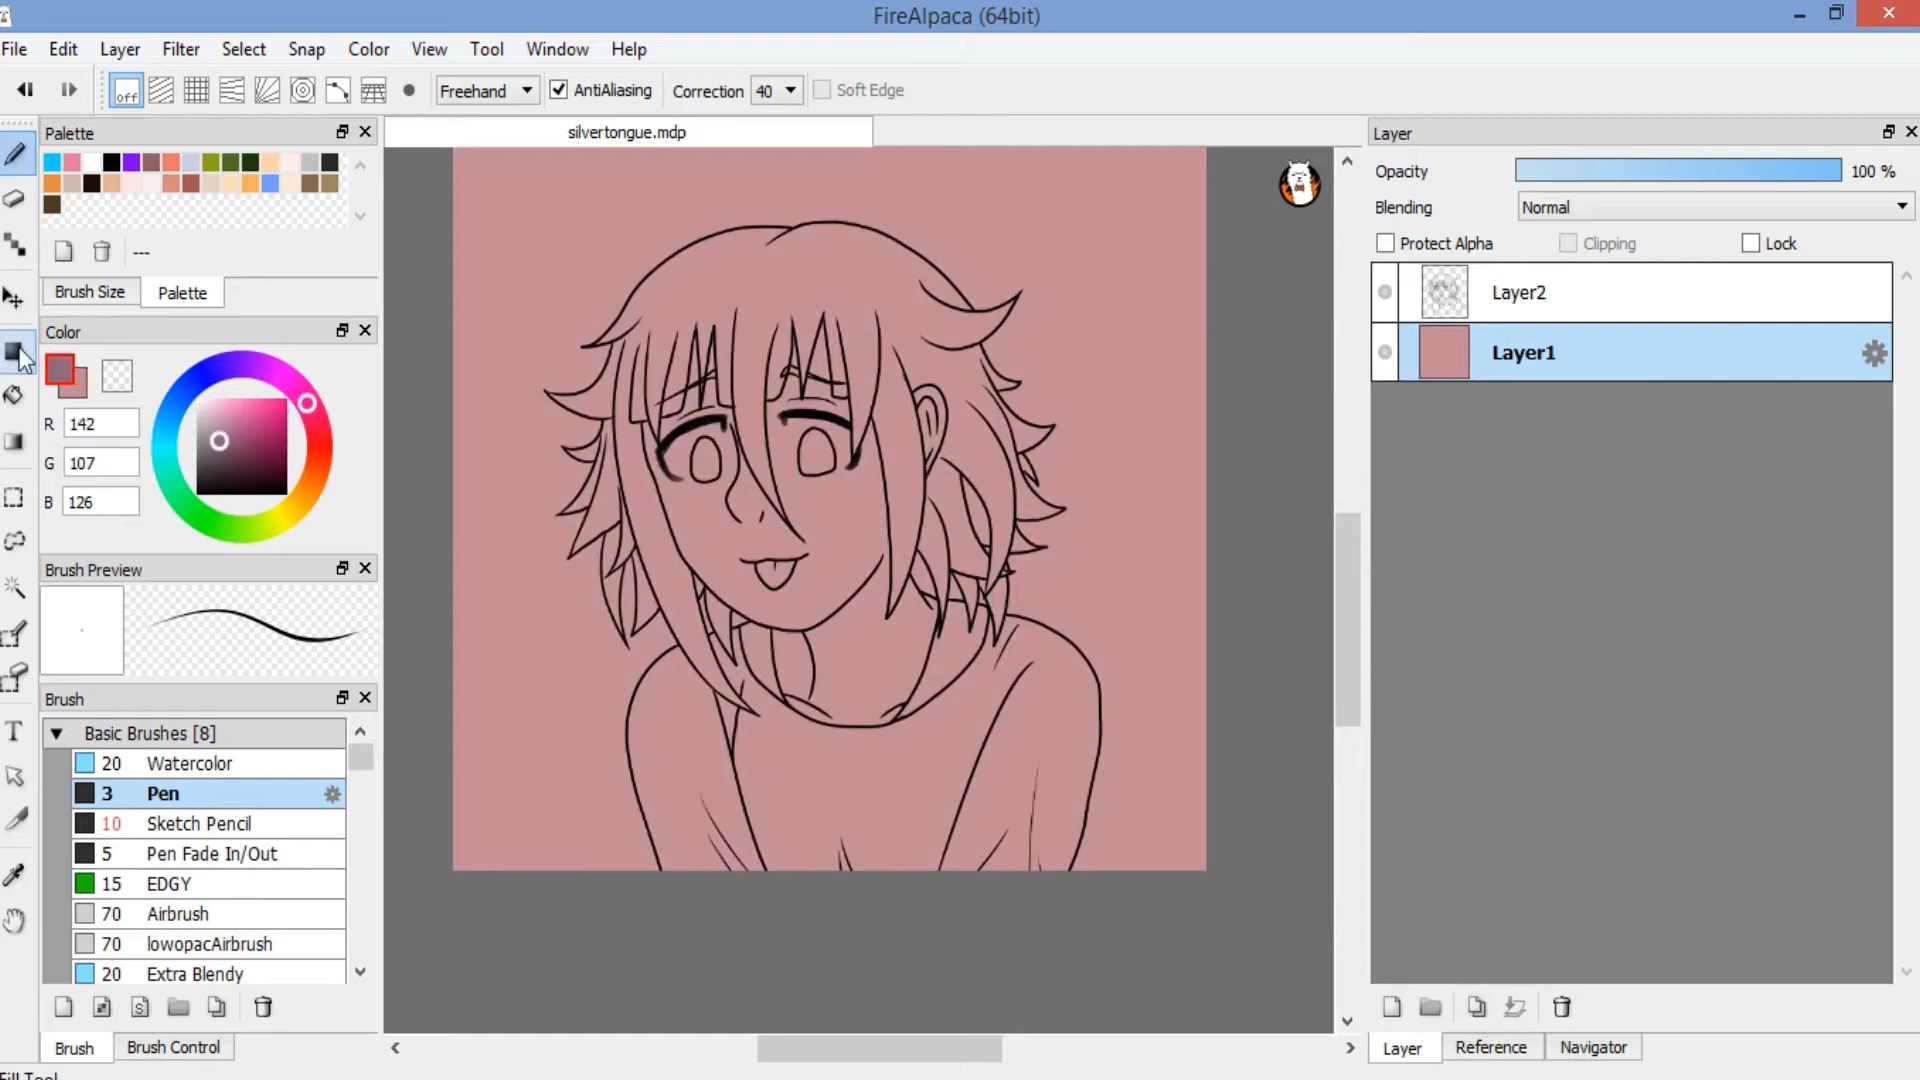 FireAlpaca (64bit)
File Edit Layer Filter Select Snap Color View Tool Window Help
off Freehand AntiAliasing Correction 40 Soft Edge
Palette
silvertongue.mdp
Layer
Opacity 100 %
Blending Normal
Protect Alpha Clipping Lock
---
Brush Size Palette
Layer2
Color
Layer1
R 142
G 107
B 126
Brush Preview
Brush
Basic Brushes [8]
20 Watercolor
3 Pen
10 Sketch Pencil
5 Pen Fade In/Out
15 EDGY
70 Airbrush
70 lowopacAirbrush
20 Extra Blendy
S
Brush Brush Control
Layer Reference Navigator
Fill Tool